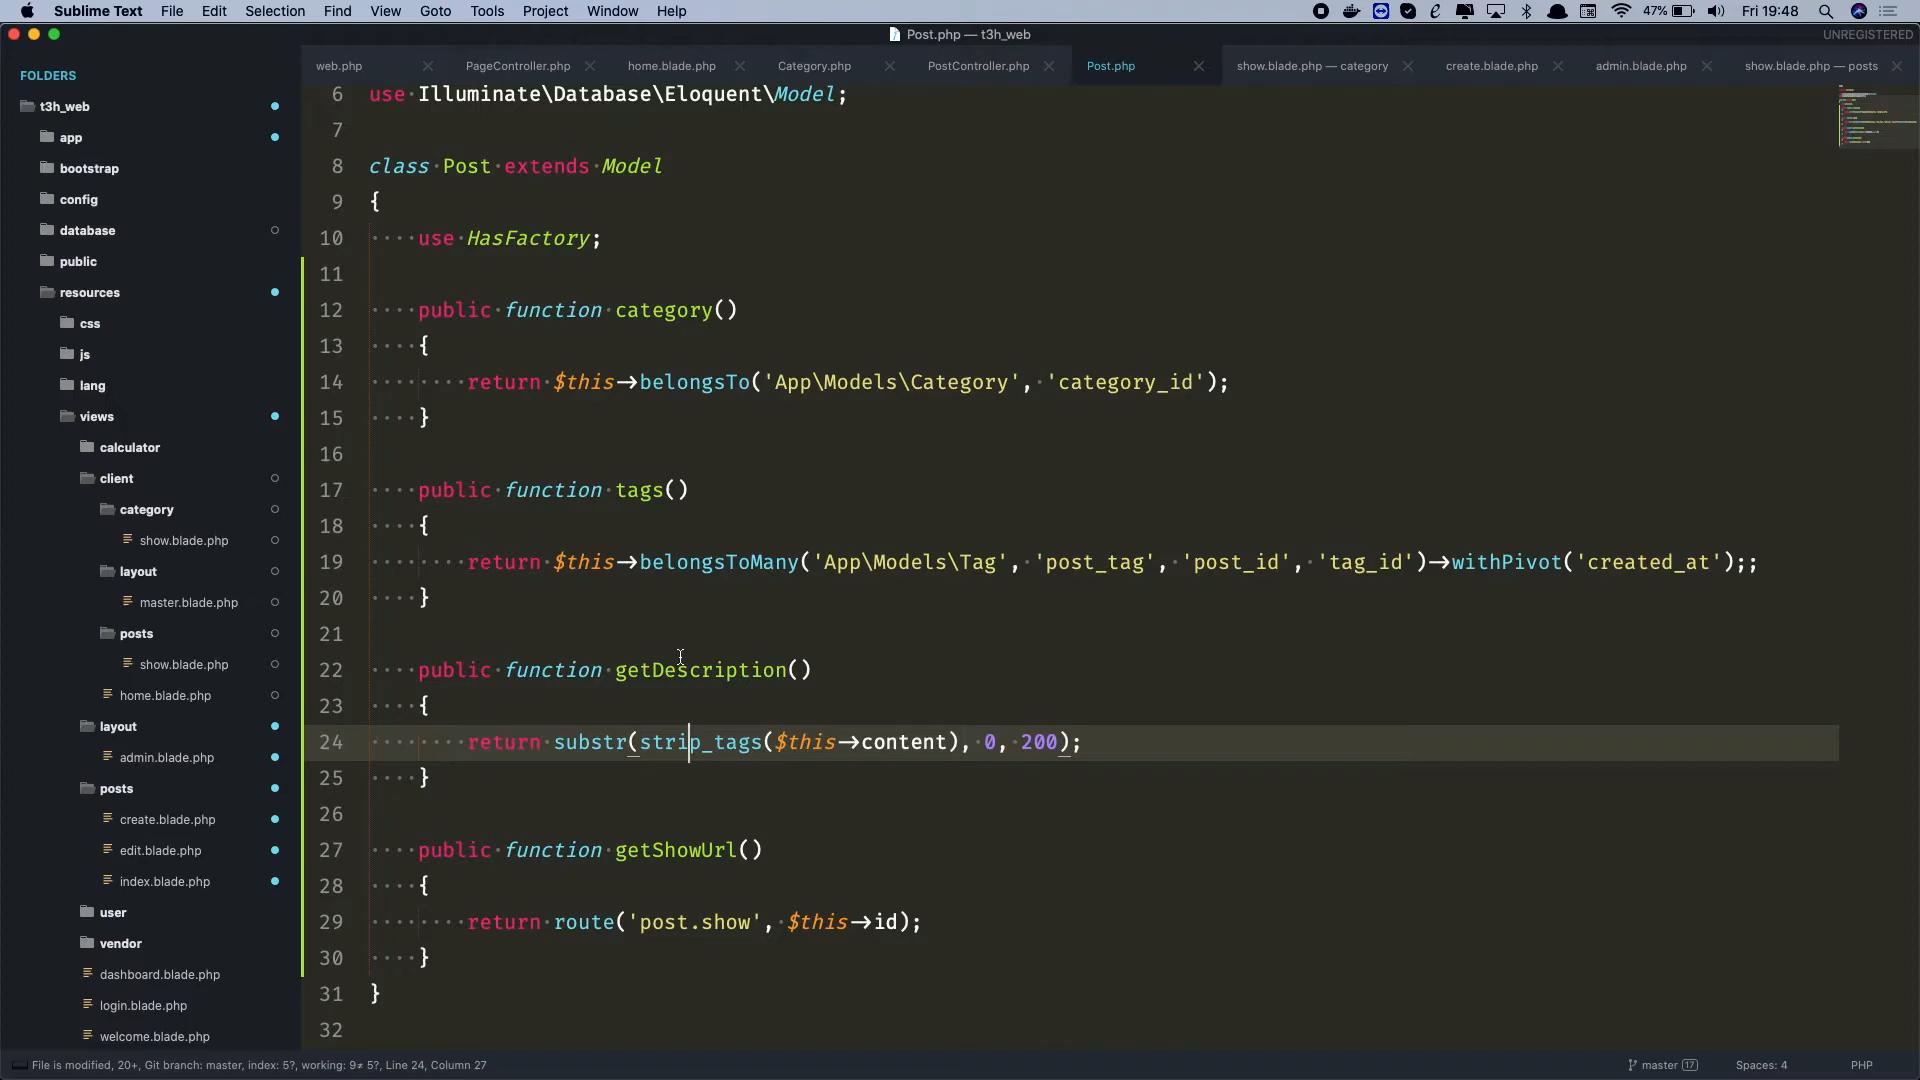 Sublime Text File Edit Selection Find View Goto Tools Project Window Help 47% Fri 19:48
Post.php — t3h_web UNREGISTERED
web.php PageController.php home.blade.php Category.php PostController.php Post.php show.blade.php — category create.blade.php admin.blade.php show.blade.php — posts
FOLDERS
t3h_web
app
bootstrap
config
database
public
resources
css
js
lang
views
calculator
client
category
show.blade.php
layout
master.blade.php
posts
show.blade.php
home.blade.php
layout
admin.blade.php
posts
create.blade.php
edit.blade.php
index.blade.php
user
vendor
dashboard.blade.php
login.blade.php
welcome.blade.php
6 use Illuminate\Database\Eloquent\Model;
7
8 class Post extends Model
9 {
10 use HasFactory;
11
12 public function category()
13 {
14 return $this->belongsTo('App\Models\Category', 'category_id');
15 }
16
17 public function tags()
18 {
19 return $this->belongsToMany('App\Models\Tag', 'post_tag', 'post_id', 'tag_id')->withPivot('created_at');;
20 }
21
22 public function getDescription()
23 {
24 return substr(strip_tags($this->content), 0, 200);
25 }
26
27 public function getShowUrl()
28 {
29 return route('post.show', $this->id);
30 }
31 }
32
File is modified, 20+, Git branch: master, index: 5?, working: 9≠ 5?, Line 24, Column 27 master 17 Spaces: 4 PHP